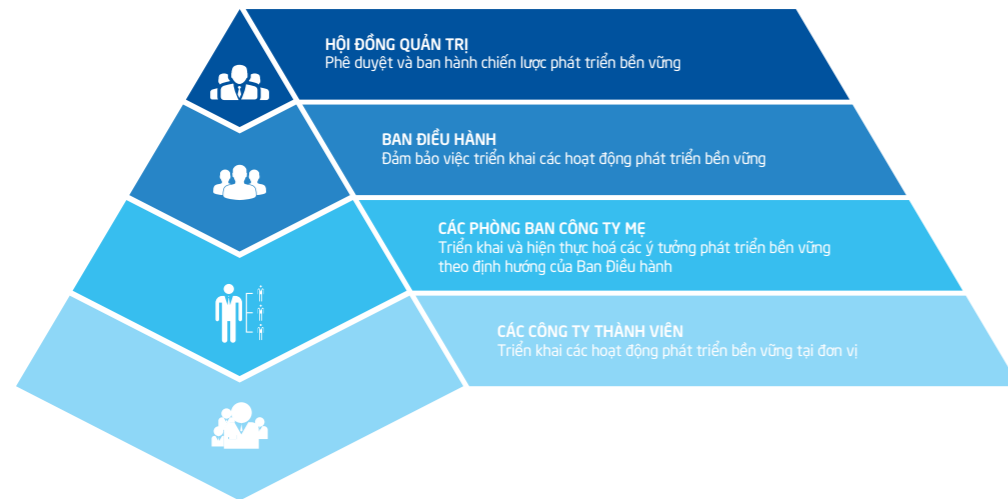 HỘI ĐỒNG QUẢN TRỊ
Phê duyệt và ban hành chiến lược phát triển bền vững
BAN ĐIỀU HÀNH
Đảm bảo việc triển khai các hoạt động phát triển bền vững
CÁC PHÒNG BAN CÔNG TY MẸ
Triển khai và hiện thực hoá các ý tưởng phát triển bền vững
theo định hướng của Ban Điều hành
CÁC CÔNG TY THÀNH VIÊN
Triển khai các hoạt động phát triển bền vững tại đơn vị